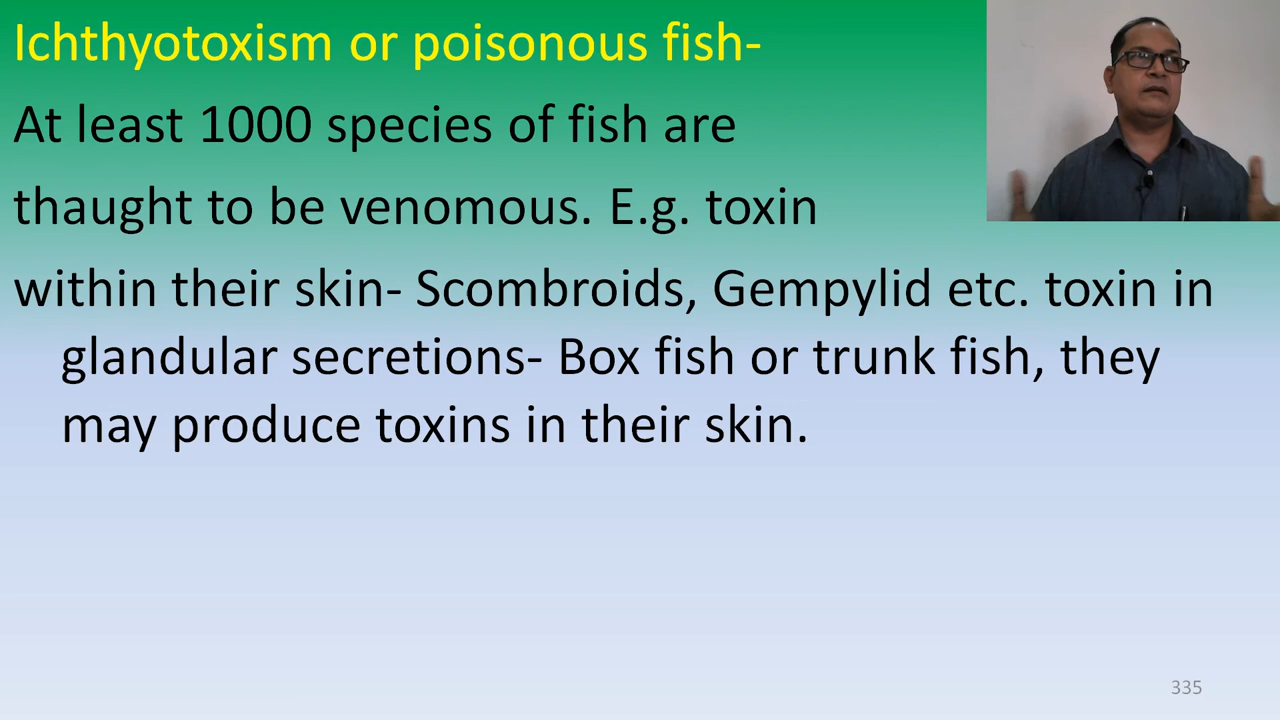 Ichthyotoxism or poisonous fish-
At least 1000 species of fish are
thaught to be venomous. E.g. toxin
within their skin- Scombroids, Gempylid etc. toxin in
glandular secretions- Box fish or trunk fish, they
may produce toxins in their skin.
335